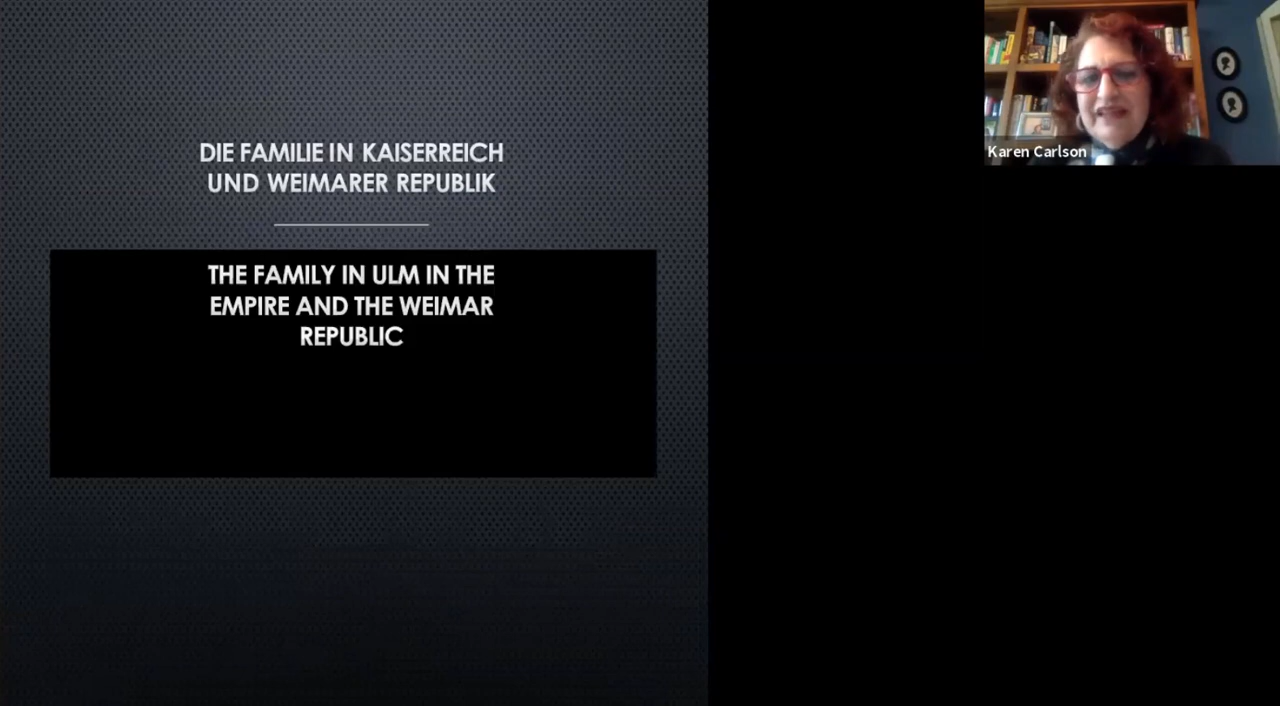 DIE FAMILIE IN KAISERREICH
UND WEIMARER REPUBLIK
THE FAMILY IN ULM IN THE
EMPIRE AND THE WEIMAR
REPUBLIC
Karen Carlson